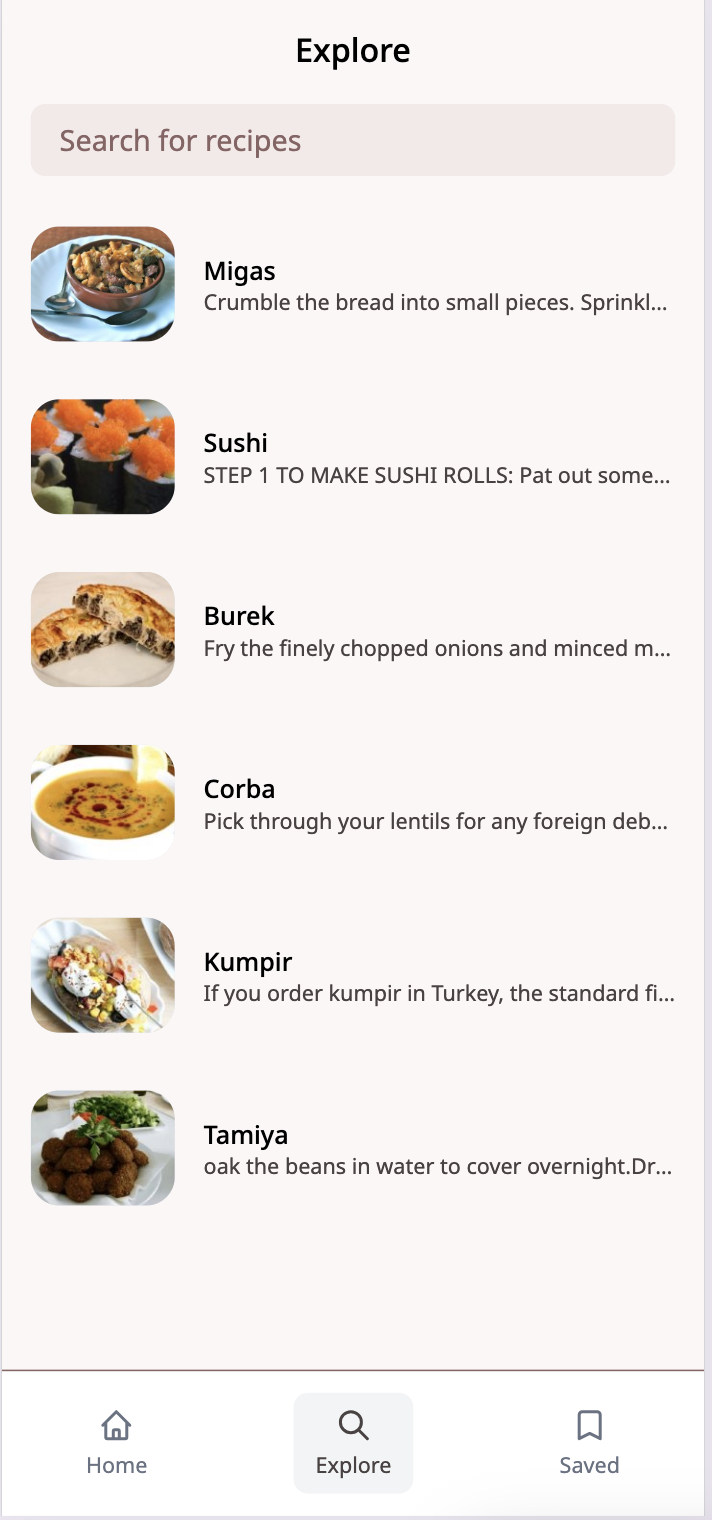 Explore
Search for recipes
Migas
Crumble the bread into small pieces. Sprinkl...
Sushi
STEP 1 TO MAKE SUSHI ROLLS: Pat out some...
Burek
Fry the finely chopped onions and minced m...
Corba
Pick through your lentils for any foreign deb...
Kumpir
If you order kumpir in Turkey, the standard fi...
Tamiya
oak the beans in water to cover overnight.Dr...
Home
Explore
Saved